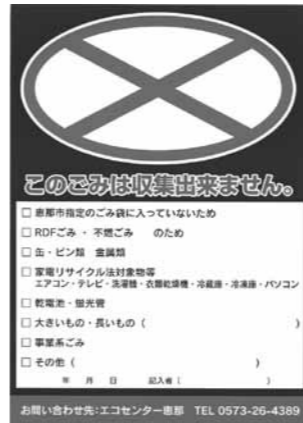 このごみは収集出来ません。
□ 恵那市指定のごみ袋に入っていないため
□ RDFごみ ・ 不燃ごみ のため
□ 缶・ビン類 金属類
□ 家電リサイクル法対象物等
エアコン・テレビ・洗濯機・衣類乾燥機・冷蔵庫・冷凍庫・パソコン
□ 乾電池・蛍光管
□ 大きいもの・長いもの（ ）
□ 事業系ごみ
□ その他（ ）
年 月 日 記入者（ ）
お問い合わせ先：エコセンター恵那 TEL 0573-26-4389